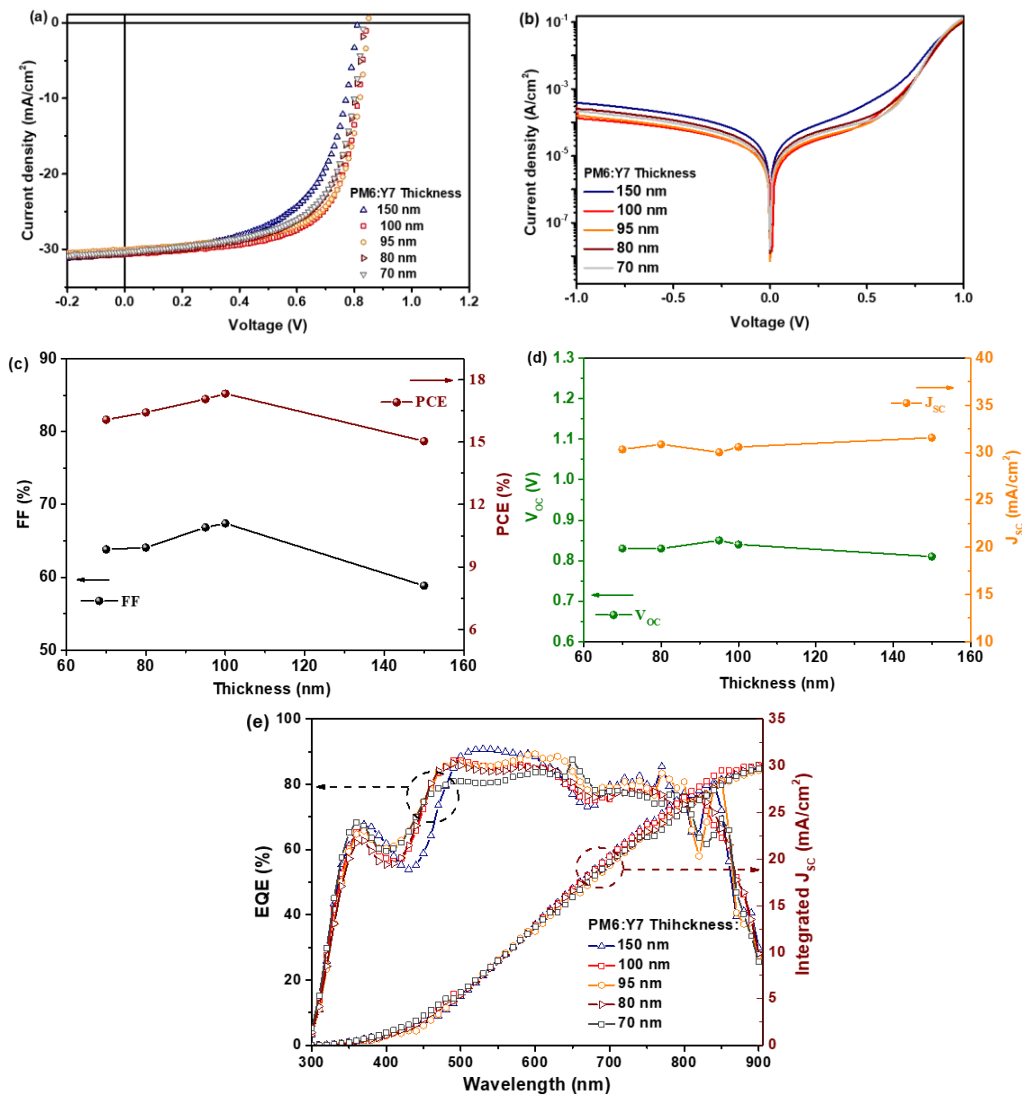 (a)
0
-10
-20
-30
-40
Current density (mA/cm²)
PM6:Y7 Thickness
150 nm
100 nm
95 nm
80 nm
70 nm
-0.2 0.0 0.2 0.4 0.6 0.8 1.0 1.2
Voltage (V)
(b)
10⁻¹
10⁻³
10⁻⁵
10⁻⁷
Current density (A/cm²)
PM6:Y7 Thickness
150 nm
100 nm
95 nm
80 nm
70 nm
-1.0 -0.5 0.0 0.5 1.0
Voltage (V)
(c)
90
80
70
60
50
FF (%)
PCE
FF
18
15
12
9
6
PCE (%)
60 80 100 120 140 160
Thickness (nm)
(d)
1.3
1.2
1.1
1.0
0.9
0.8
0.7
0.6
V_OC (V)
J_SC
V_OC
40
35
30
25
20
15
10
J_SC (mA/cm²)
60 80 100 120 140 160
Thickness (nm)
(e)
100
80
60
40
20
0
EQE (%)
PM6:Y7 Thihckness:
150 nm
100 nm
95 nm
80 nm
70 nm
35
30
25
20
15
10
5
0
Integrated J_SC (mA/cm²)
300 400 500 600 700 800 900
Wavelength (nm)